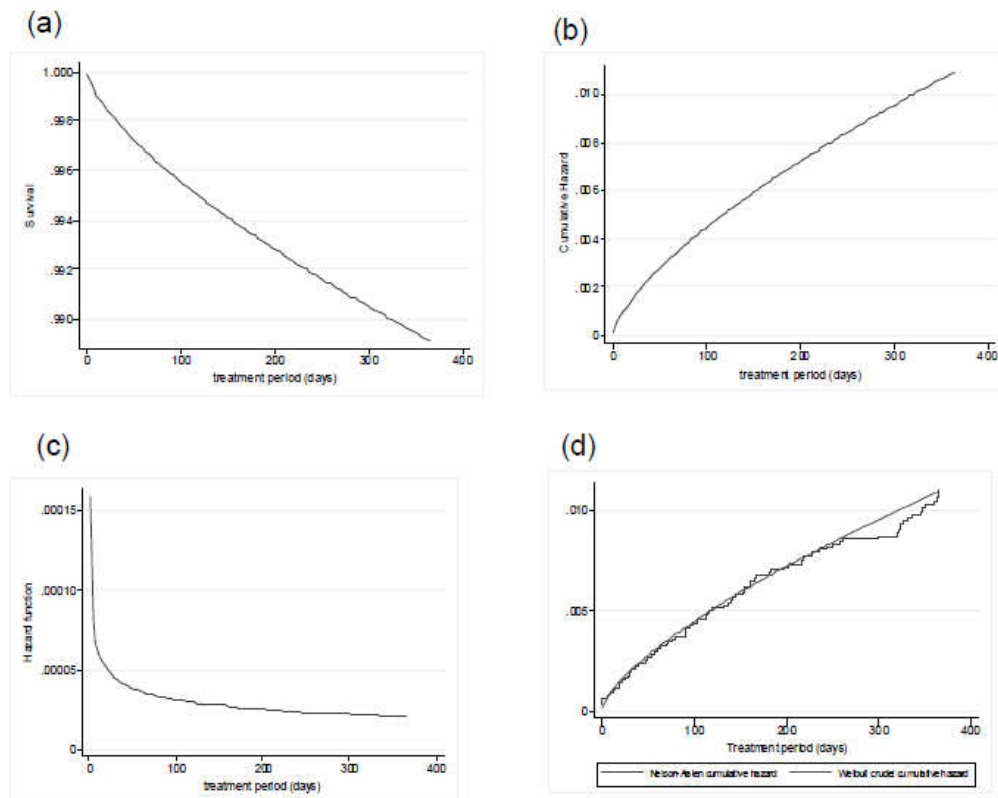 (a)
1.000
.998
.996
.994
.992
.990
Survival
0 100 200 300 400
treatment period (days)
(b)
.010
.008
.006
.004
.002
0
Cumulative Hazard
0 100 200 300 400
treatment period (days)
(c)
.00015
.00010
.00005
0
Hazard function
0 100 200 300 400
treatment period (days)
(d)
.010
.005
0
0 100 200 300 400
Treatment period (days)
Nelson-Aalen cumulative hazard
Weibull crude cumulative hazard